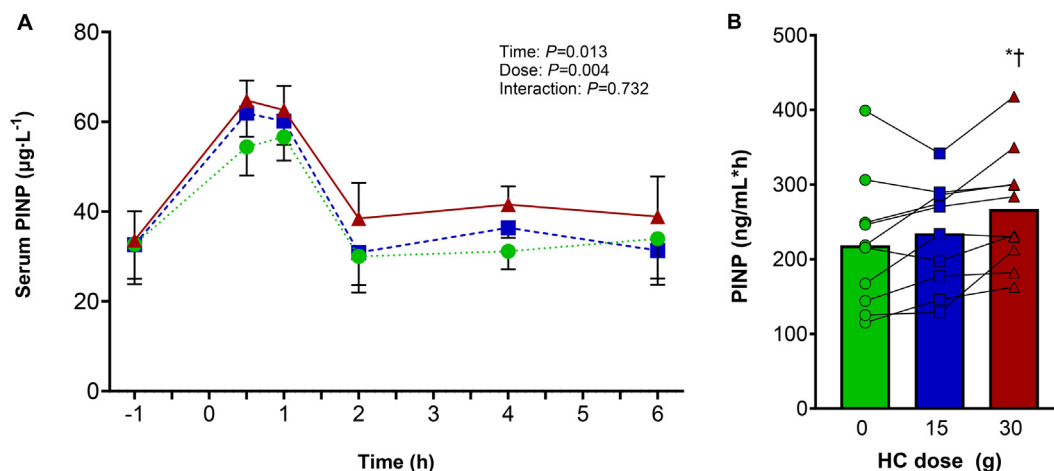 A
80
60
40
20
0
Serum PINP (µg·L⁻¹)
Time: P=0.013
Dose: P=0.004
Interaction: P=0.732
-1 0 1 2 3 4 5 6
Time (h)
B
500
400
300
200
100
0
PINP (ng/mL*h)
*†
0 15 30
HC dose (g)